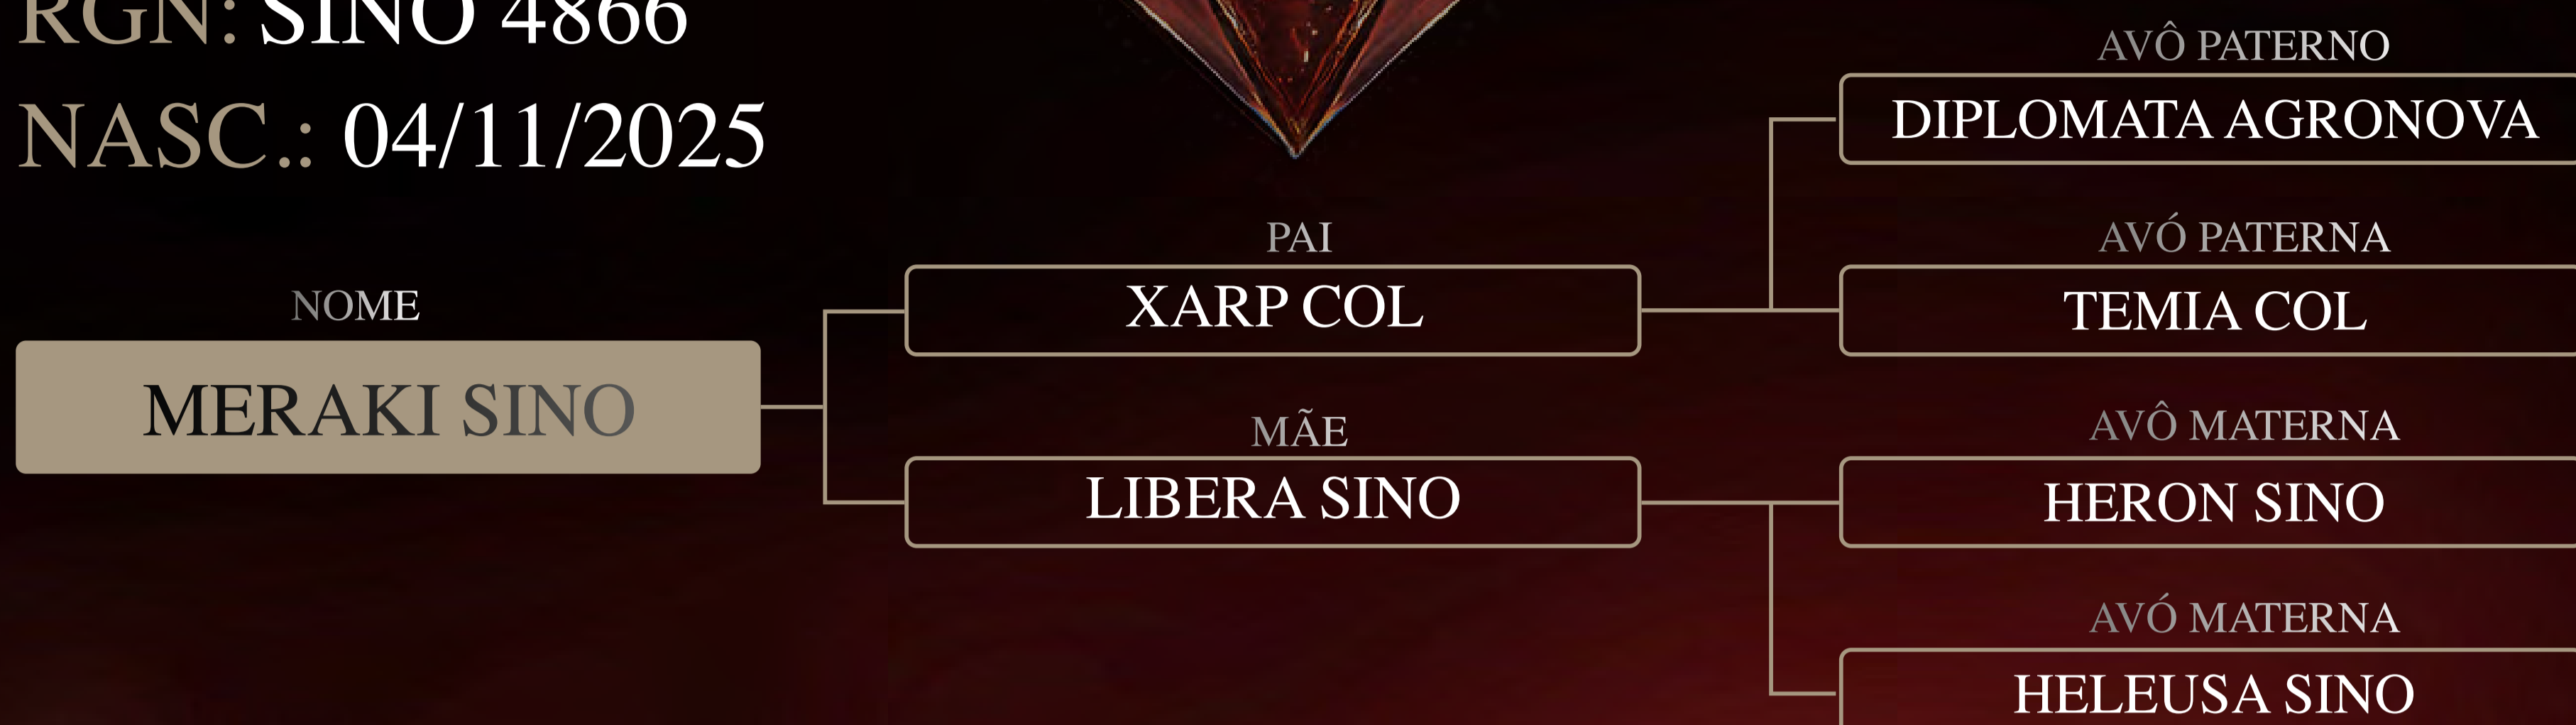 RGN: SINO 4866
NASC.: 04/11/2025
NOME
MERAKI SINO
PAI
XARP COL
MÃE
LIBERA SINO
AVÔ PATERNO
DIPLOMATA AGRONOVA
AVÓ PATERNA
TEMIA COL
AVÔ MATERNA
HERON SINO
AVÓ MATERNA
HELEUSA SINO